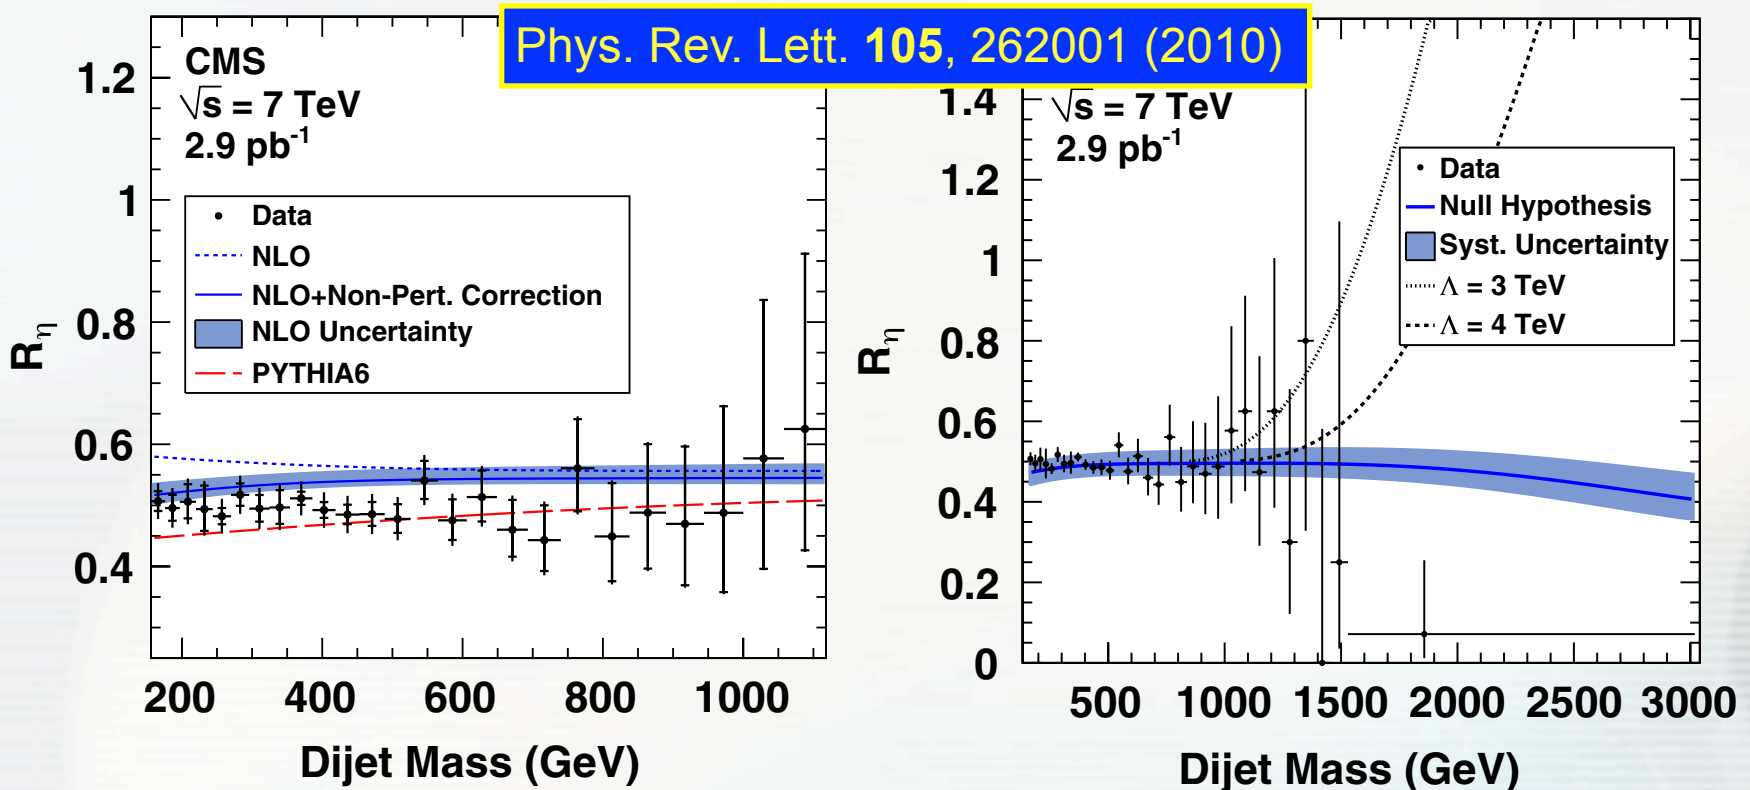 Phys. Rev. Lett. 105, 262001 (2010)
CMS
√s = 7 TeV
2.9 pb-1
Data
NLO
NLO+Non-Pert. Correction
NLO Uncertainty
PYTHIA6
1.2
1
0.8
0.6
0.4
Rη
200 400 600 800 1000
Dijet Mass (GeV)
√s = 7 TeV
2.9 pb-1
Data
Null Hypothesis
Syst. Uncertainty
Λ = 3 TeV
Λ = 4 TeV
1.4
1.2
1
0.8
0.6
0.4
0.2
0
Rη
500 1000 1500 2000 2500 3000
Dijet Mass (GeV)